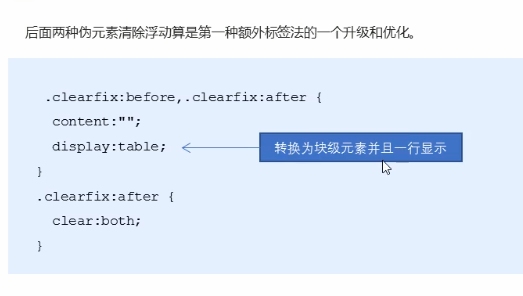 后面两种伪元素清除浮动算是第一种额外标签法的一个升级和优化。
.clearfix:before,.clearfix:after {
content:"";
display:table;
转换为块级元素并且一行显示
}
.clearfix:after {
clear:both;
}